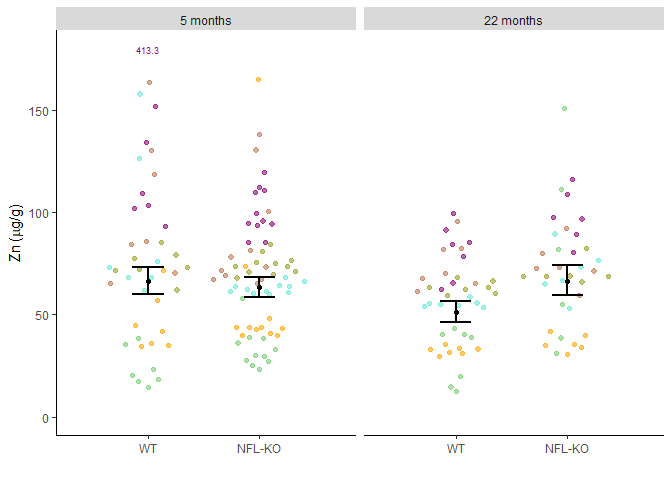 5 months
22 months
413.3
Zn (µg/g)
150
100
50
0
WT
NFL-KO
WT
NFL-KO